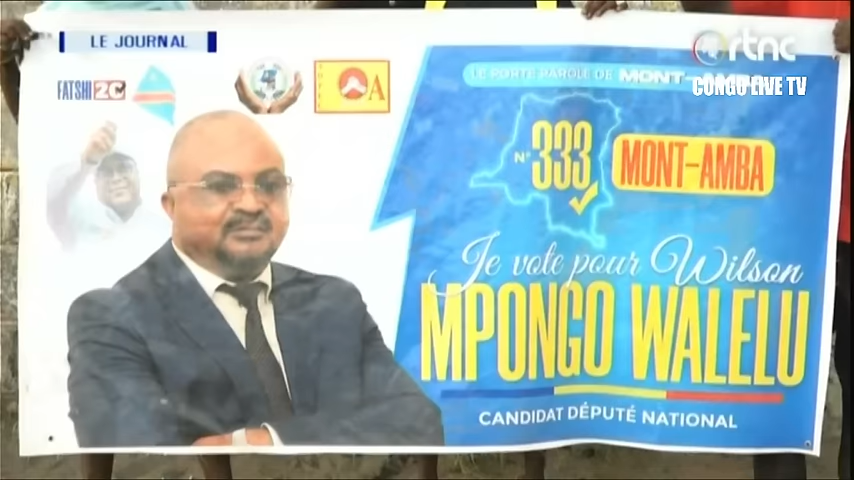 LE JOURNAL
rtnc
CONGO LIVE TV
FATSHI 20
A
LE PORTE PAROLE DE MONT-
N° 333
MONT-AMBA
Je vote pour Wilson
MPONGO WALELU
CANDIDAT DÉPUTÉ NATIONAL